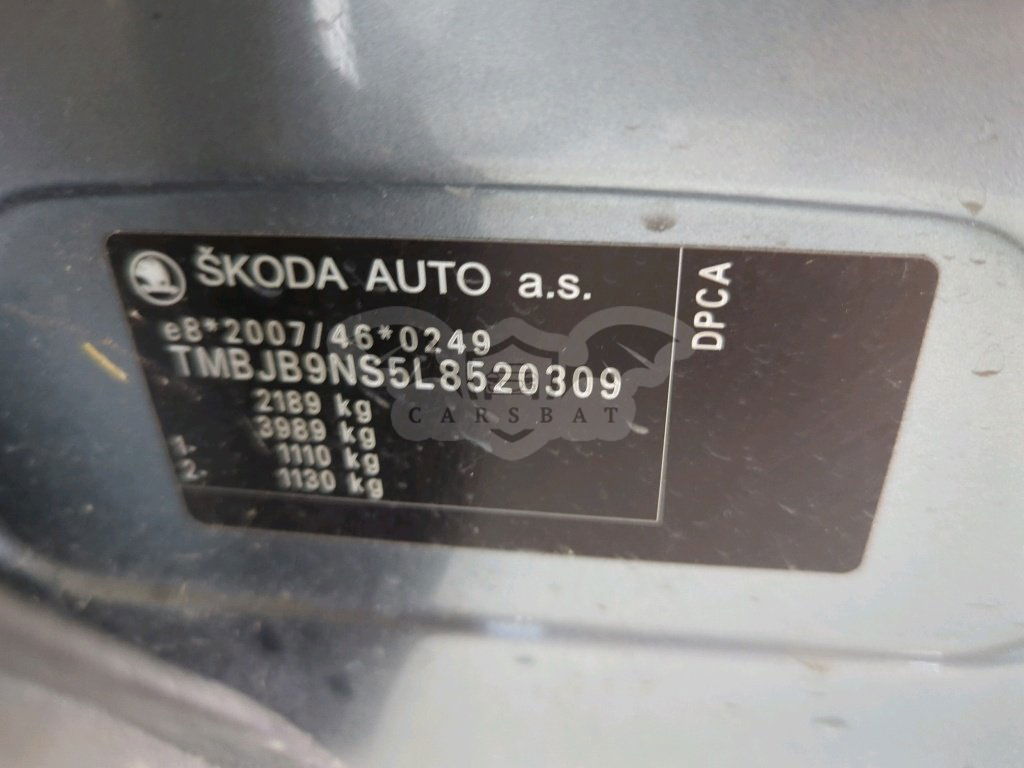 ŠKODA AUTO a.s.
e8*2007/46*0249
TMBJB9NS5L8520309
2189 kg
3989 kg
1. 1110 kg
2. 1130 kg
DPCA
CARSBAT